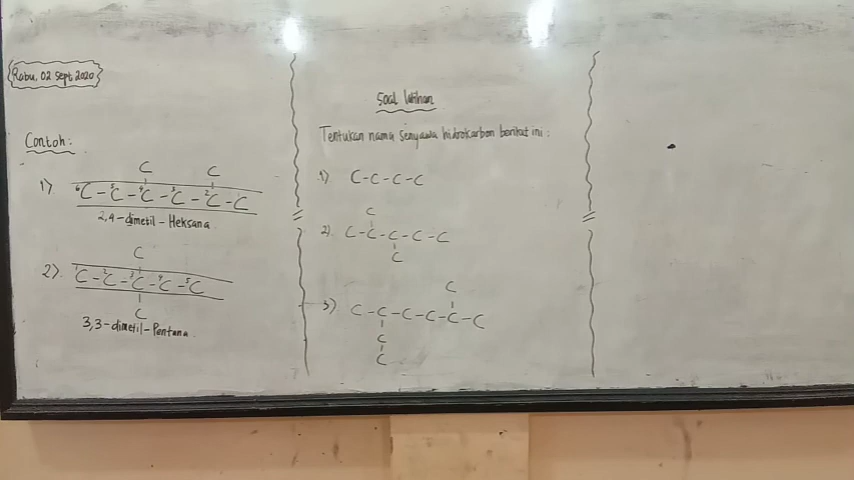 Rabu, 02 Sept 2020
Contoh:
C C
1) ⁶C-⁵C-⁴C-³C-²C-C
2,4-dimetil-Heksana
C
2). ¹C-²C-³C-⁴C-⁵C
C
3,3-dimetil-Pentana.
Soal latihan
Tentukan nama senyawa hidrokarbon berikut ini:
1) C-C-C-C
C
2). C-C-C-C-C
C
C
3) C-C-C-C-C-C
C
C